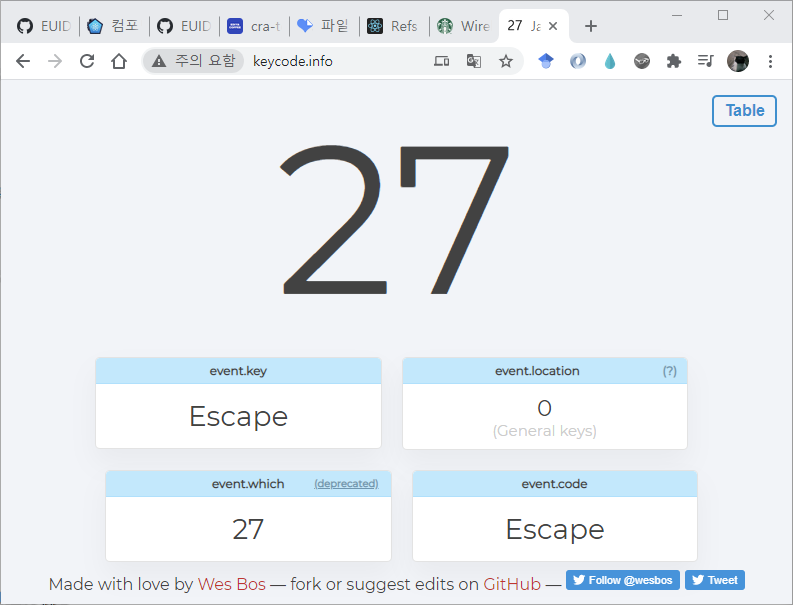 EUID
컴포
EUID
cra-t
파일
Refs
Wire
27 Ja
주의 요함
keycode.info
Table
27
event.key
Escape
event.location (?)
0
(General keys)
event.which (deprecated)
27
event.code
Escape
Made with love by Wes Bos — fork or suggest edits on GitHub — Follow @wesbos Tweet